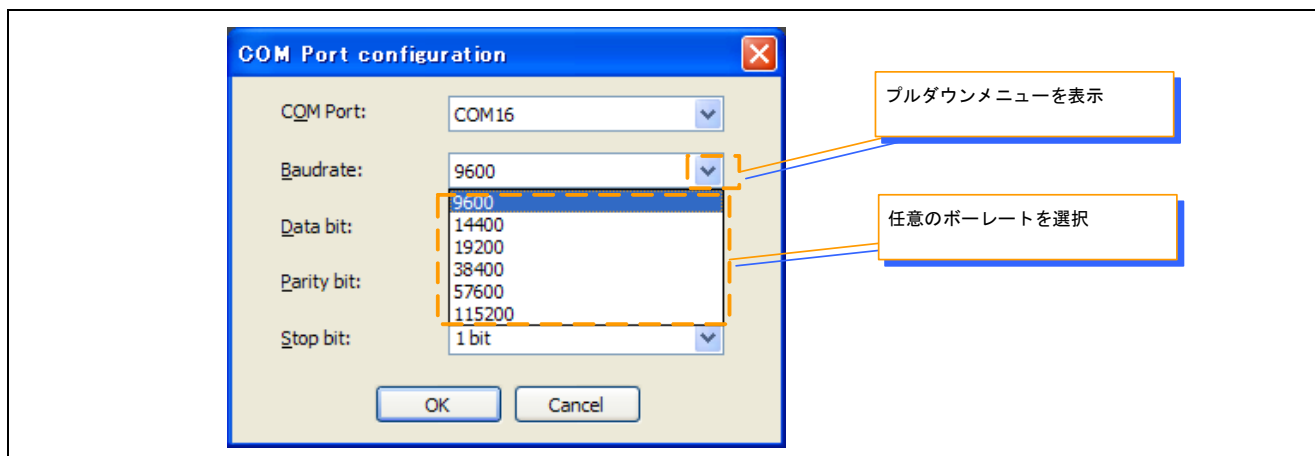 COM Port configuration
COM Port:
COM16
プルダウンメニューを表示
Baudrate:
9600
9600
14400
19200
38400
57600
115200
任意のボーレートを選択
Data bit:
Parity bit:
Stop bit:
1 bit
OK
Cancel